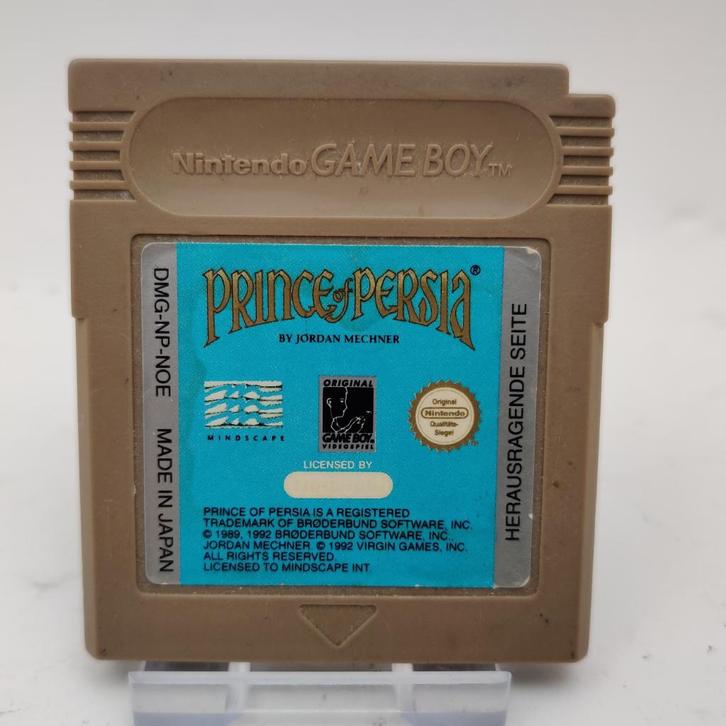 Nintendo GAME BOY TM
PRINCE of PERSIA ®
BY JORDAN MECHNER
DMG-NP-NOE MADE IN JAPAN
HERAUSRAGENDE SEITE
MINDSCAPE
ORIGINAL
GAME BOY
VIDEOSPIEL
Original
Nintendo
Qualitäts-
Siegel
LICENSED BY
PRINCE OF PERSIA IS A REGISTERED
TRADEMARK OF BRØDERBUND SOFTWARE, INC.
© 1989, 1992 BRØDERBUND SOFTWARE, INC.,
JORDAN MECHNER. © 1992 VIRGIN GAMES, INC.
ALL RIGHTS RESERVED.
LICENSED TO MINDSCAPE INT.